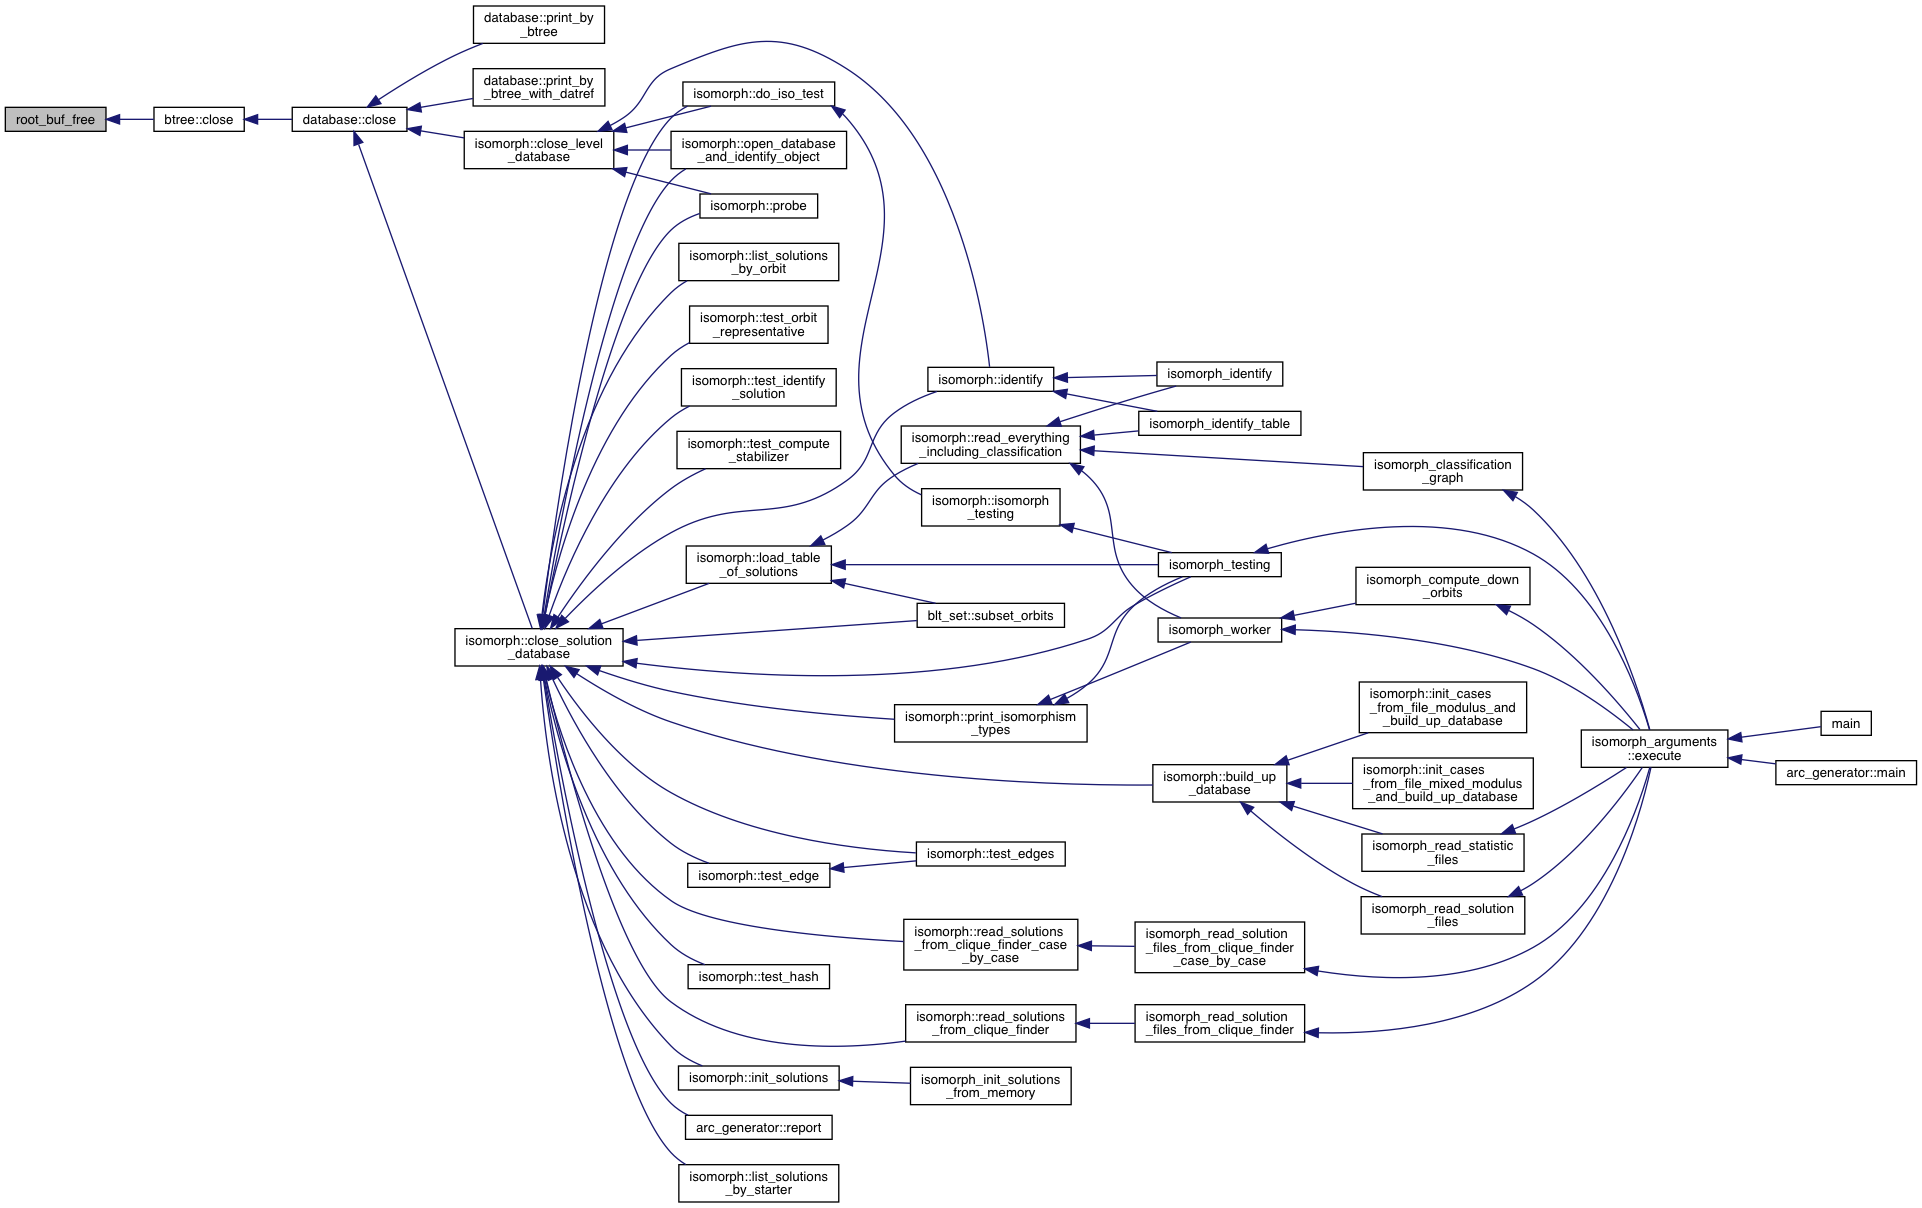 root_buf_free
btree::close
database::close
database::print_by
_btree
database::print_by
_btree_with_datref
isomorph::close_level
_database
isomorph::close_solution
_database
isomorph::do_iso_test
isomorph::open_database
_and_identify_object
isomorph::probe
isomorph::list_solutions
_by_orbit
isomorph::test_orbit
_representative
isomorph::test_identify
_solution
isomorph::test_compute
_stabilizer
isomorph::load_table
_of_solutions
isomorph::test_edge
isomorph::test_hash
isomorph::init_solutions
arc_generator::report
isomorph::list_solutions
_by_starter
isomorph::identify
isomorph::read_everything
_including_classification
isomorph::isomorph
_testing
blt_set::subset_orbits
isomorph::print_isomorphism
_types
isomorph::test_edges
isomorph::read_solutions
_from_clique_finder_case
_by_case
isomorph::read_solutions
_from_clique_finder
isomorph_init_solutions
_from_memory
isomorph_identify
isomorph_identify_table
isomorph_testing
isomorph_worker
isomorph::build_up
_database
isomorph_read_solution
_files_from_clique_finder
_case_by_case
isomorph_read_solution
_files_from_clique_finder
isomorph_classification
_graph
isomorph_compute_down
_orbits
isomorph::init_cases
_from_file_modulus_and
_build_up_database
isomorph::init_cases
_from_file_mixed_modulus
_and_build_up_database
isomorph_read_statistic
_files
isomorph_read_solution
_files
isomorph_arguments
::execute
main
arc_generator::main